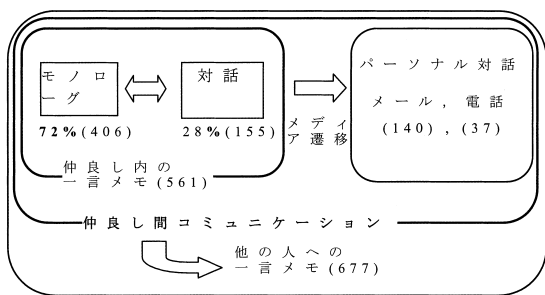 モノロ
ーグ
対話
72%(406)
28%(155)
仲良し内の
一言メモ(561)
メディ
ア遷移
パーソナル対話
メール,電話
(140),(37)
仲良し間コミュニケーション
他の人への
一言メモ(677)